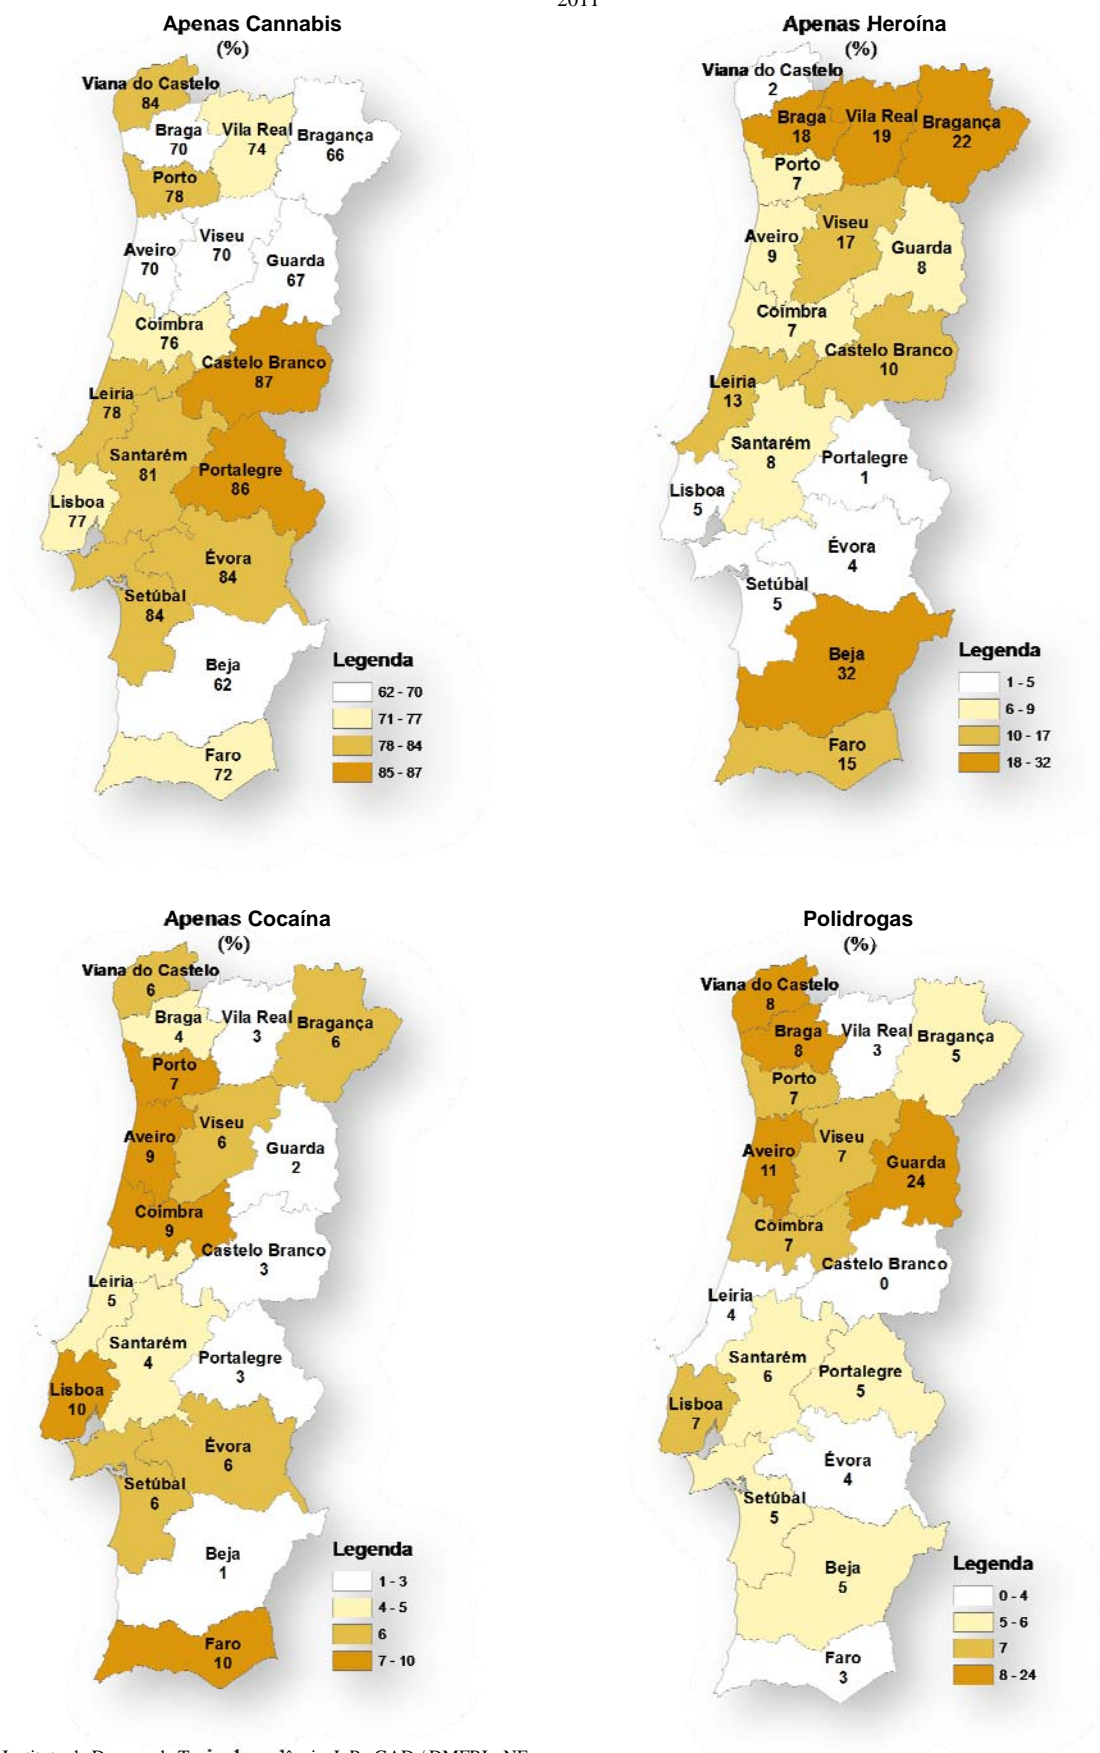 2011
Apenas Cannabis
(%)
Viana do Castelo
84
Braga
70
Vila Real
74
Bragança
66
Porto
78
Aveiro
70
Viseu
70
Guarda
67
Coimbra
76
Castelo Branco
87
Leiria
78
Santarém
81
Portalegre
86
Lisboa
77
Évora
84
Setúbal
84
Beja
62
Faro
72
Legenda
62 - 70
71 - 77
78 - 84
85 - 87
Apenas Heroína
(%)
Viana do Castelo
2
Braga
18
Vila Real
19
Bragança
22
Porto
7
Aveiro
9
Viseu
17
Guarda
8
Coimbra
7
Castelo Branco
10
Leiria
13
Santarém
8
Portalegre
1
Lisboa
5
Évora
4
Setúbal
5
Beja
32
Faro
15
Legenda
1 - 5
6 - 9
10 - 17
18 - 32
Apenas Cocaína
(%)
Viana do Castelo
6
Braga
4
Vila Real
3
Bragança
6
Porto
7
Aveiro
9
Viseu
6
Guarda
2
Coimbra
9
Castelo Branco
3
Leiria
5
Santarém
4
Portalegre
3
Lisboa
10
Évora
6
Setúbal
6
Beja
1
Faro
10
Legenda
1 - 3
4 - 5
6
7 - 10
Polidrogas
(%)
Viana do Castelo
8
Braga
8
Vila Real
3
Bragança
5
Porto
7
Aveiro
11
Viseu
7
Guarda
24
Coimbra
7
Castelo Branco
0
Leiria
4
Santarém
6
Portalegre
5
Lisboa
7
Évora
4
Setúbal
5
Beja
5
Faro
3
Legenda
0 - 4
5 - 6
7
8 - 24